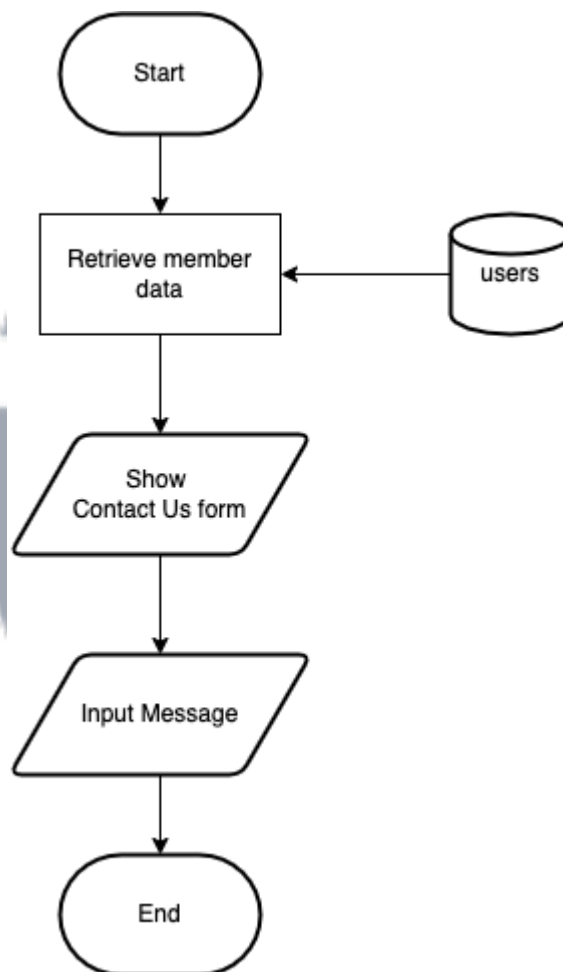 Start
Retrieve member
data
users
Show
Contact Us form
Input Message
End